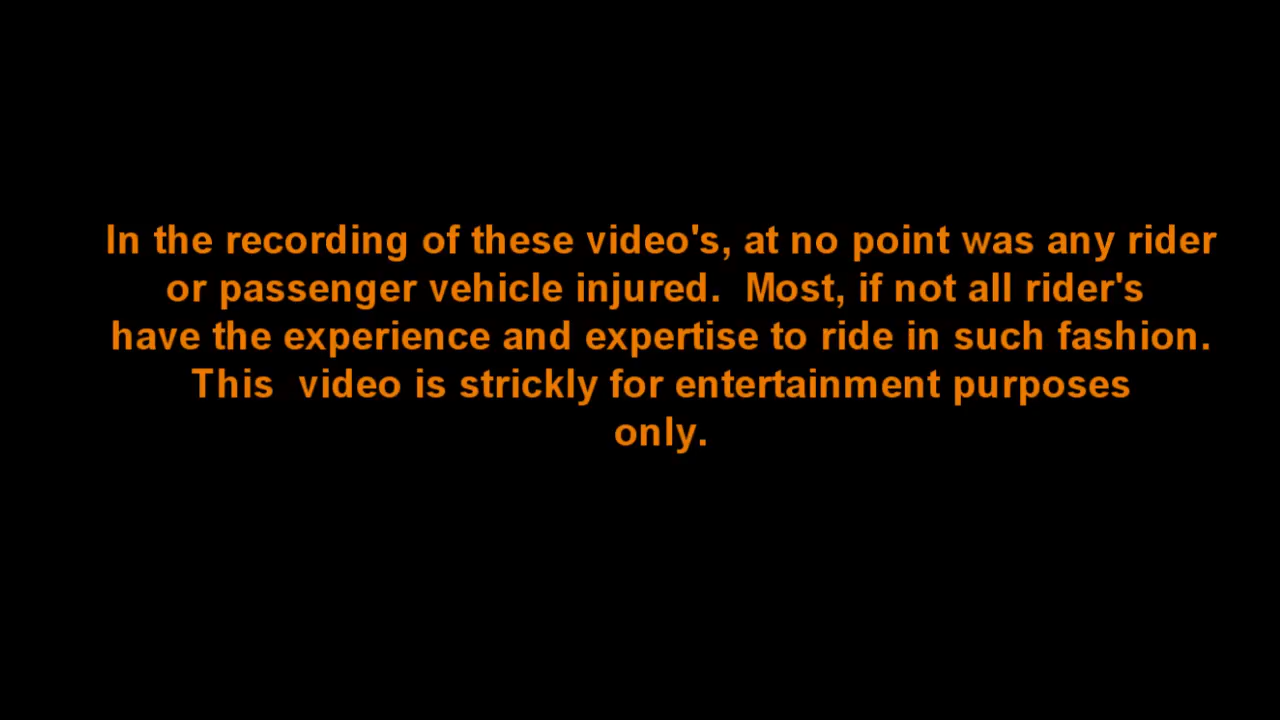 In the recording of these video's, at no point was any rider
or passenger vehicle injured.  Most, if not all rider's
have the experience and expertise to ride in such fashion.
This  video is strickly for entertainment purposes
only.